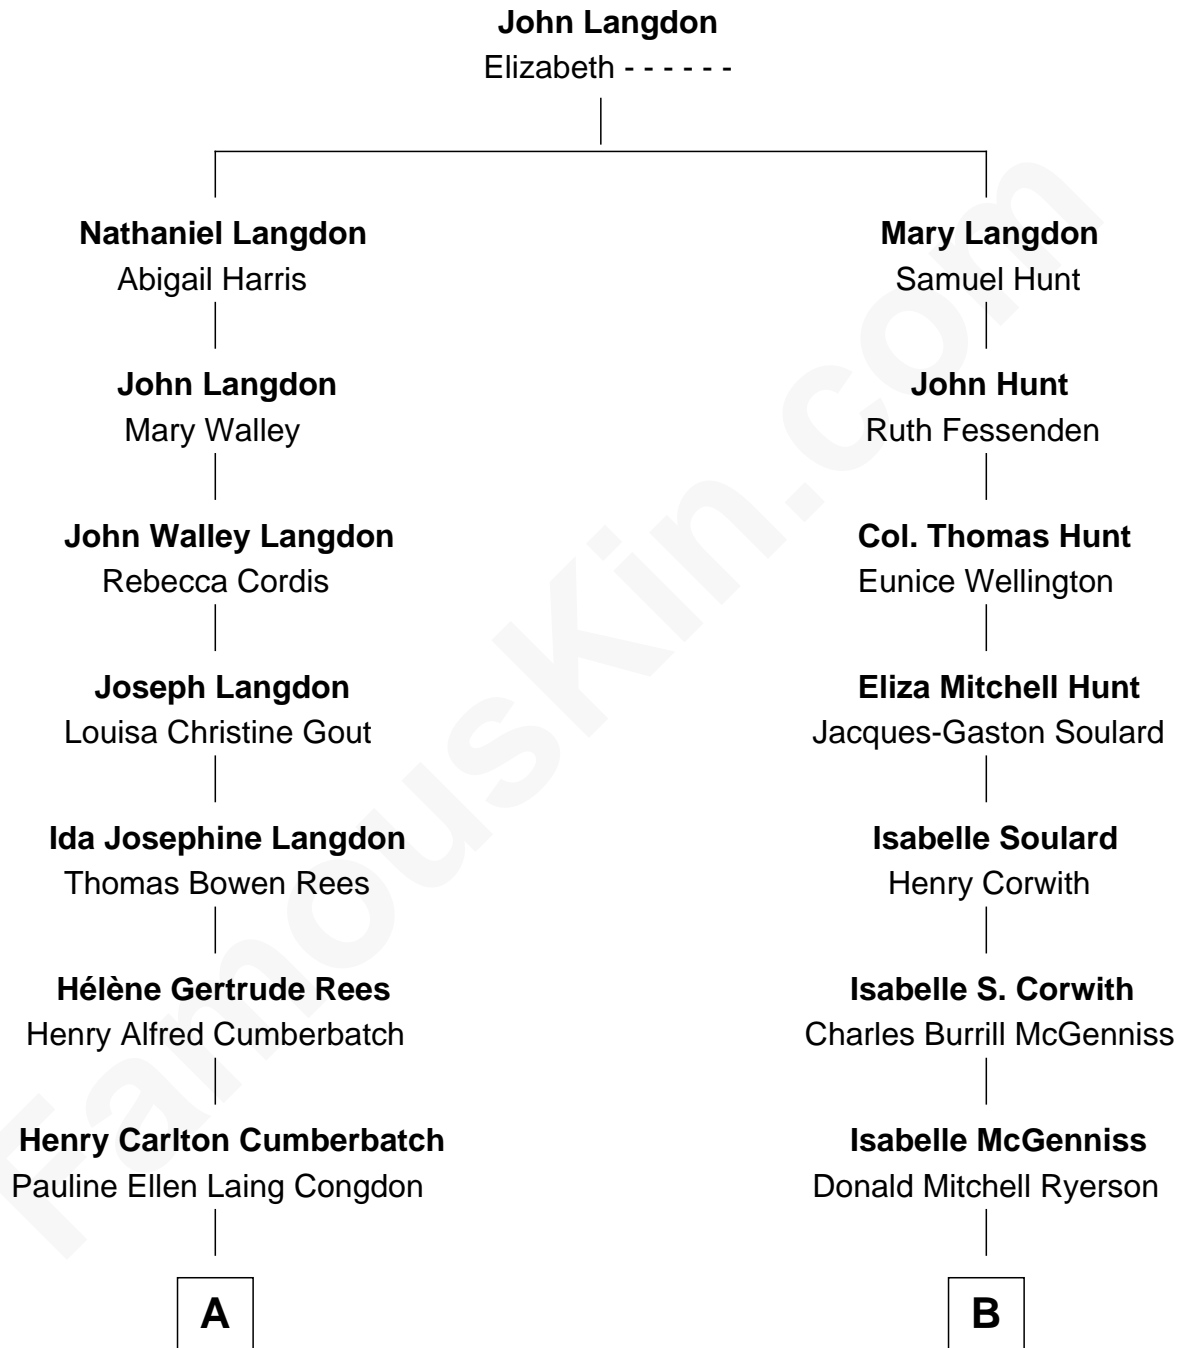 John Langdon
Elizabeth - - - - - -
Nathaniel Langdon
Abigail Harris
Mary Langdon
Samuel Hunt
John Langdon
Mary Walley
John Hunt
Ruth Fessenden
John Walley Langdon
Rebecca Cordis
Col. Thomas Hunt
Eunice Wellington
Joseph Langdon
Louisa Christine Gout
Eliza Mitchell Hunt
Jacques-Gaston Soulard
Ida Josephine Langdon
Thomas Bowen Rees
Isabelle Soulard
Henry Corwith
Hélène Gertrude Rees
Henry Alfred Cumberbatch
Isabelle S. Corwith
Charles Burrill McGenniss
Henry Carlton Cumberbatch
Pauline Ellen Laing Congdon
Isabelle McGenniss
Donald Mitchell Ryerson
A
B
FamousKin.com